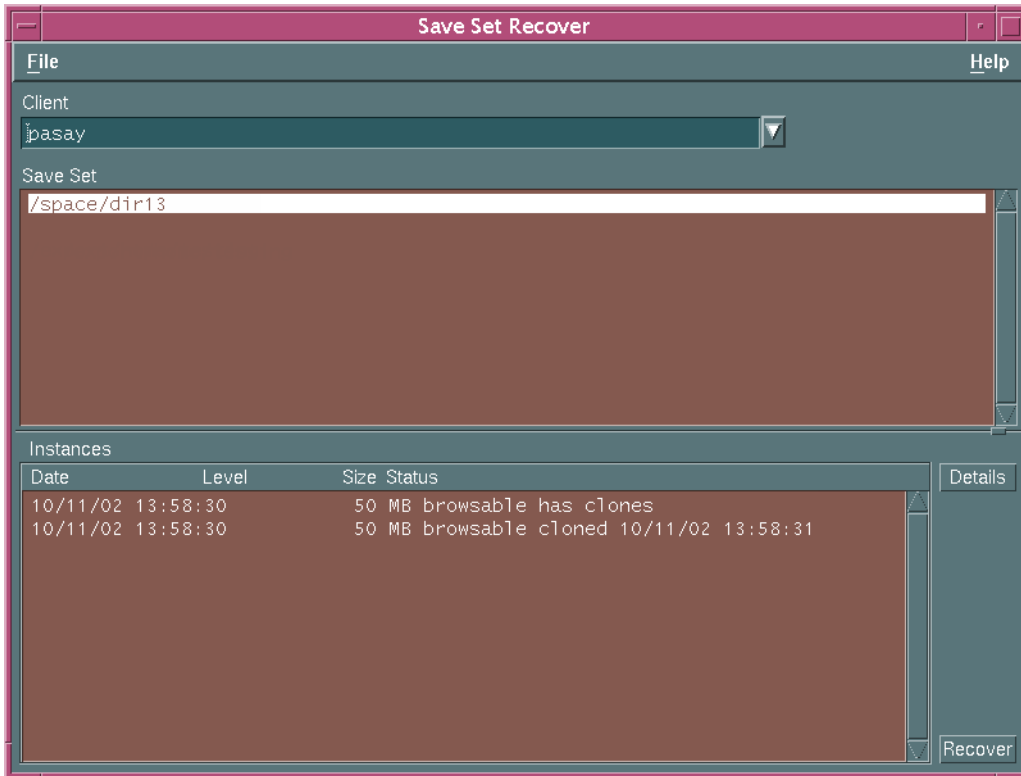 Save Set Recover
File Help
Client
pasay
Save Set
/space/dir13
Instances
Date Level Size Status
Details
10/11/02 13:58:30 50 MB browsable has clones
10/11/02 13:58:30 50 MB browsable cloned 10/11/02 13:58:31
Recover